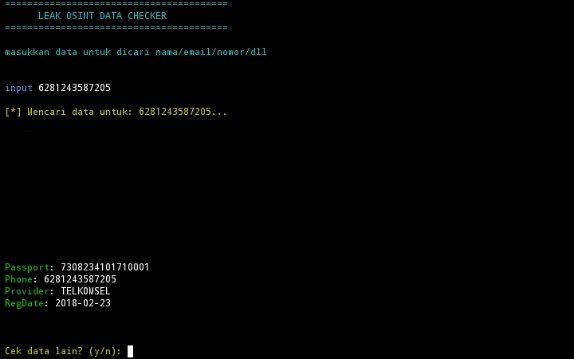 ========================================
LEAK OSINT DATA CHECKER
========================================
masukkan data untuk dicari nama/email/nomor/dll
input 6281243587205
[*] Mencari data untuk: 6281243587205...
Passport: 7308234101710001
Phone: 6281243587205
Provider: TELKOMSEL
RegDate: 2018-02-23
Cek data lain? (y/n):